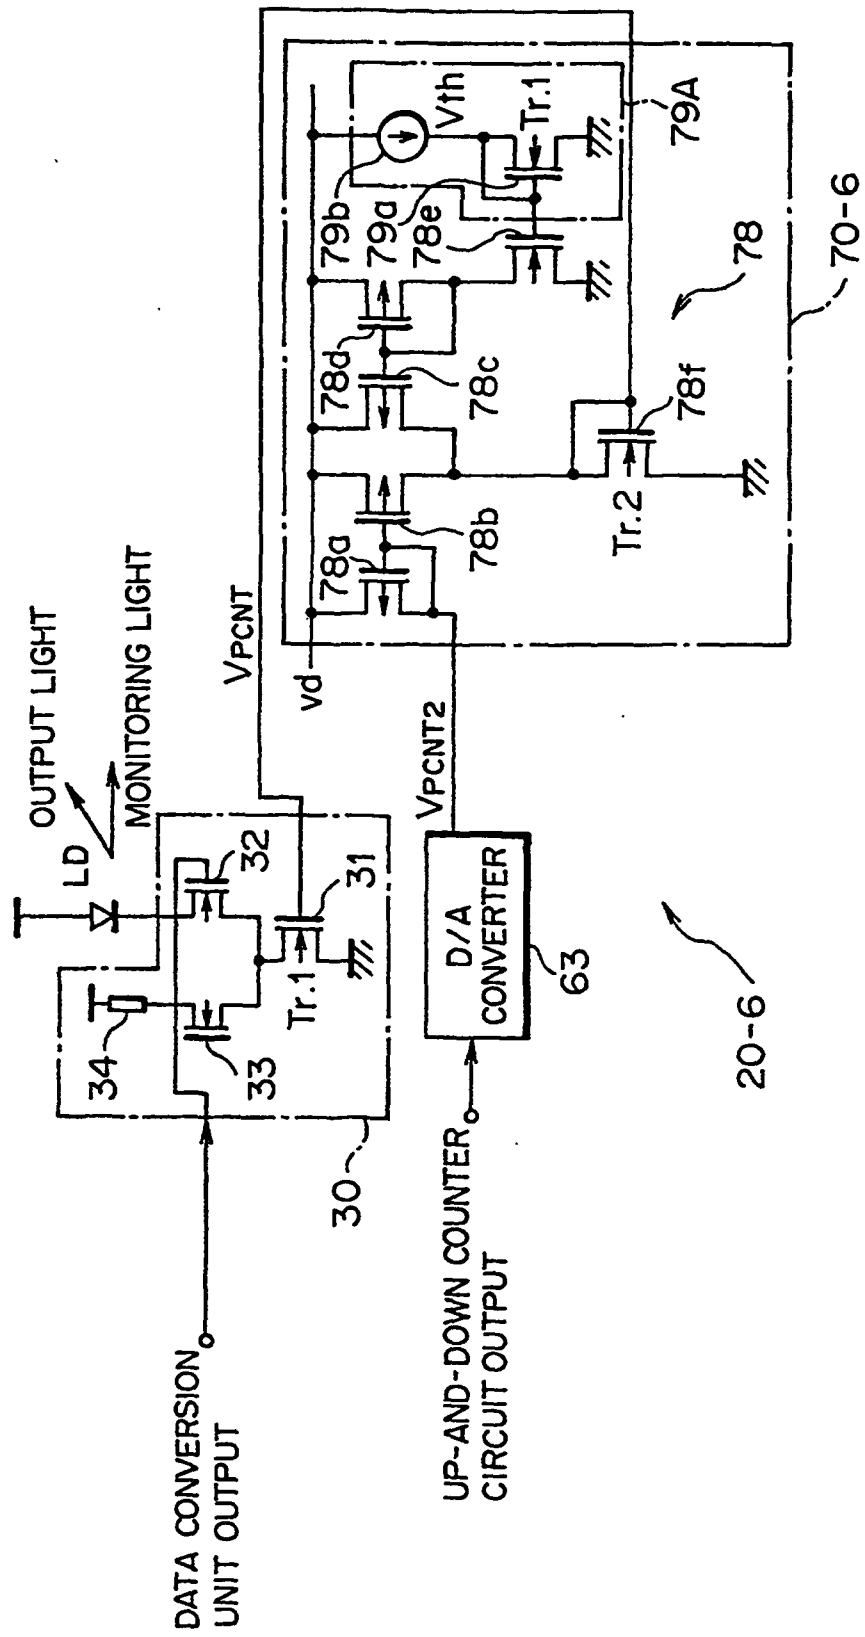 OUTPUT LIGHT
MONITORING LIGHT
LD
34
33
32
Tr.1
31
30
DATA CONVERSION
UNIT OUTPUT
VPCNT
vd
VPCNT2
D/A
CONVERTER
63
UP-AND-DOWN COUNTER
CIRCUIT OUTPUT
78a
78b
78d
78c
79b
79a
78e
Vth
Tr.1
79A
Tr.2
78f
78
70-6
20-6